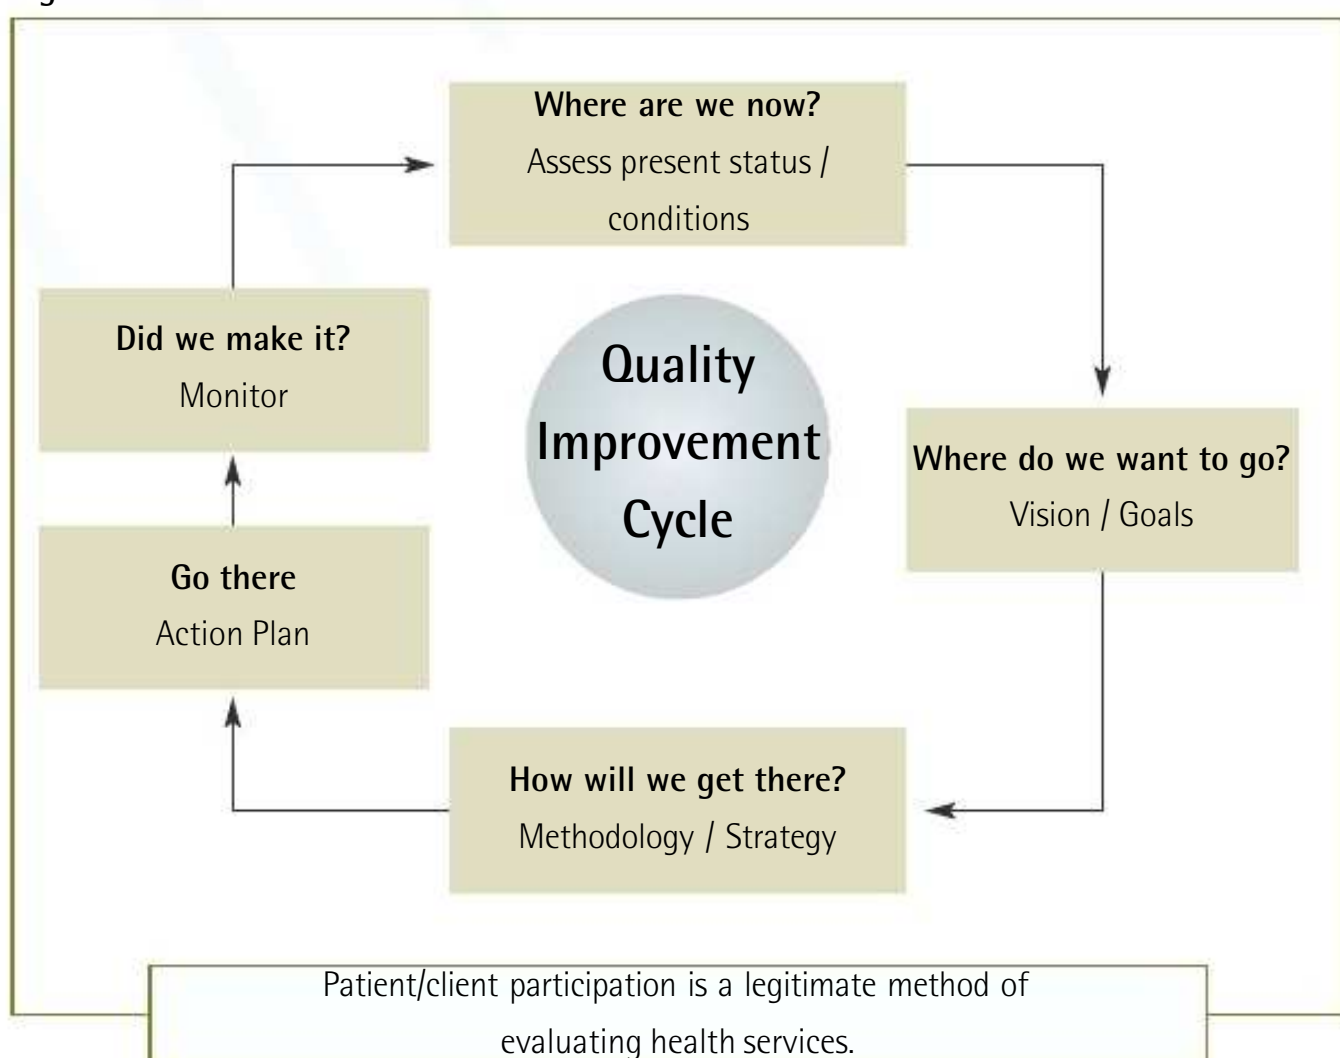 Where are we now?
Assess present status /
conditions
Did we make it?
Monitor
Quality
Improvement
Cycle
Where do we want to go?
Vision / Goals
Go there
Action Plan
How will we get there?
Methodology / Strategy
Patient/client participation is a legitimate method of
evaluating health services.